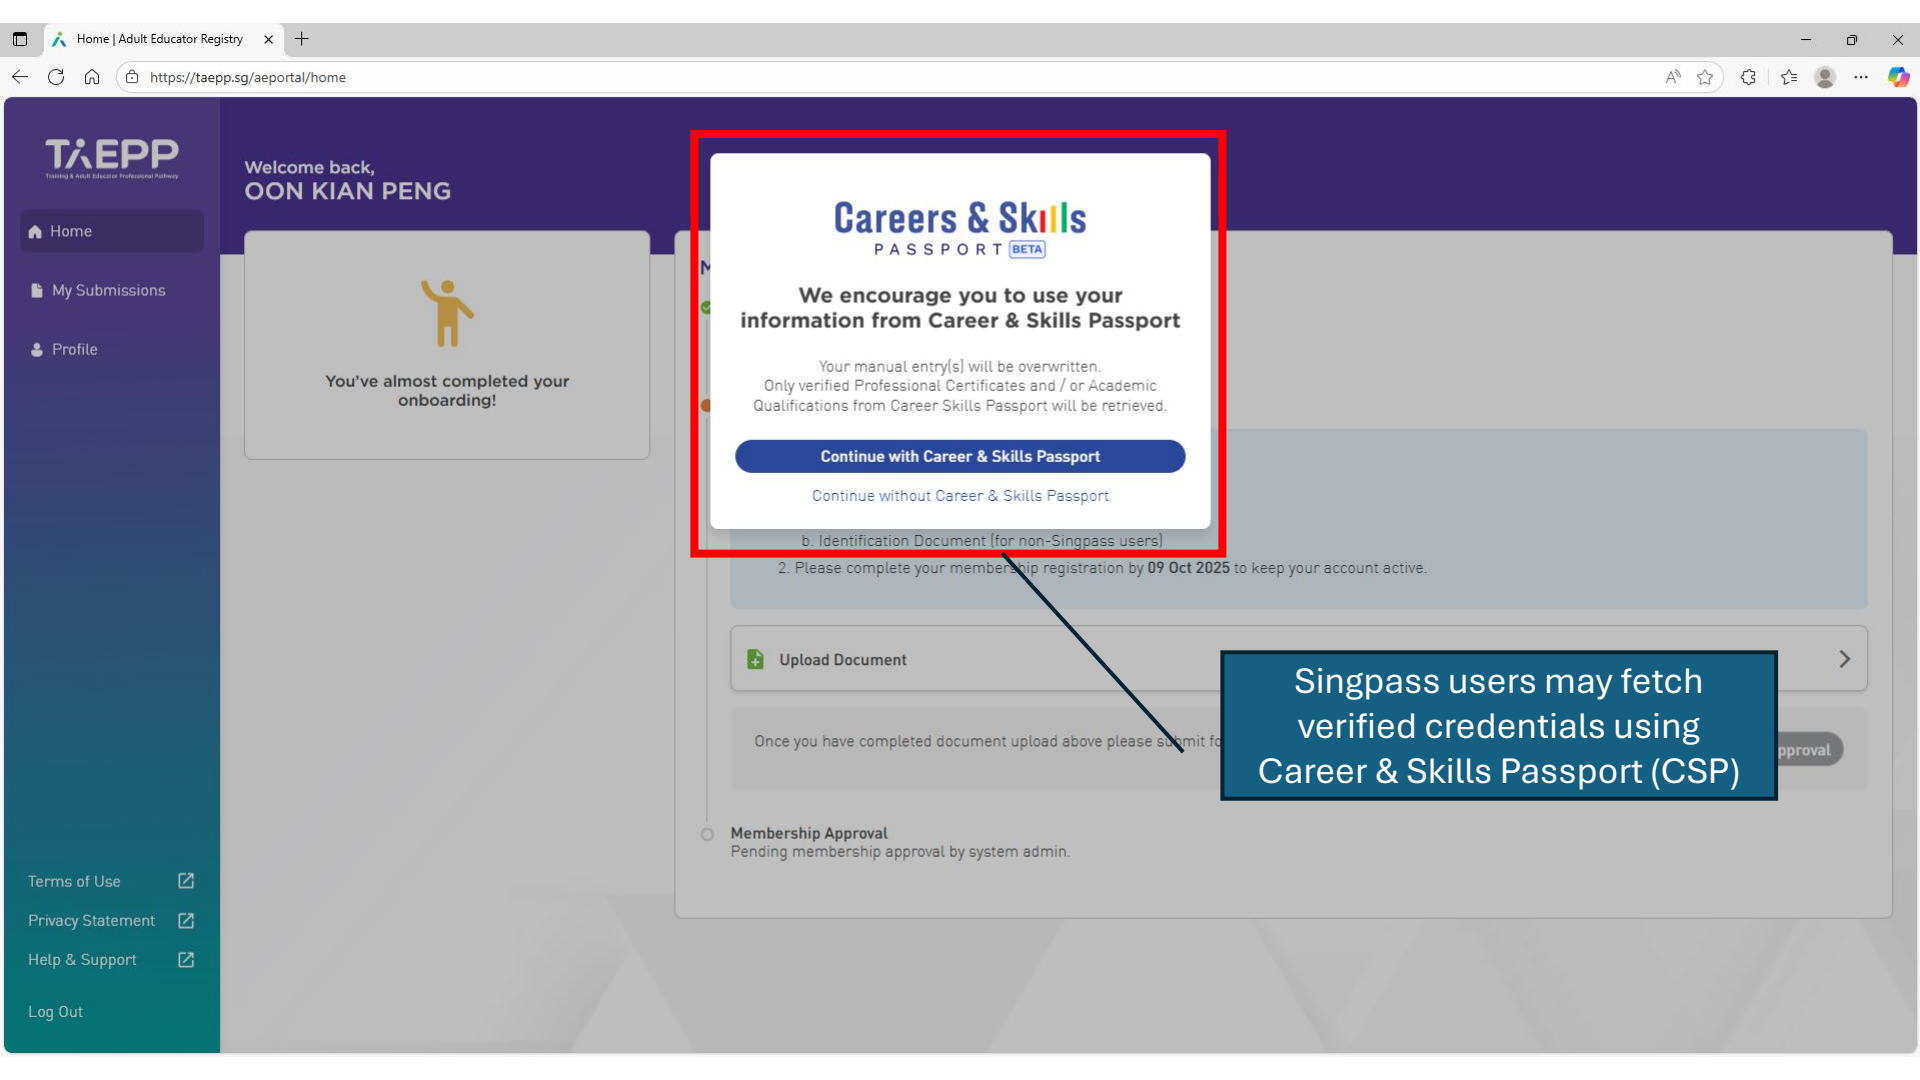 Home | Adult Educator Registry
https://taepp.sg/aeportal/home
TAEPP
Training & Adult Educator Professional Pathway
Welcome back,
OON KIAN PENG
Home
My Submissions
Profile
You've almost completed your
onboarding!
M
Careers & Skills
PASSPORT BETA
We encourage you to use your
information from Career & Skills Passport
Your manual entry(s) will be overwritten.
Only verified Professional Certificates and / or Academic
Qualifications from Career Skills Passport will be retrieved.
Continue with Career & Skills Passport
Continue without Career & Skills Passport
b. Identification Document (for non-Singpass users)
2. Please complete your membership registration by 09 Oct 2025 to keep your account active.
Upload Document
Once you have completed document upload above please submit fo
pproval
Singpass users may fetch
verified credentials using
Career & Skills Passport (CSP)
Membership Approval
Pending membership approval by system admin.
Terms of Use
Privacy Statement
Help & Support
Log Out